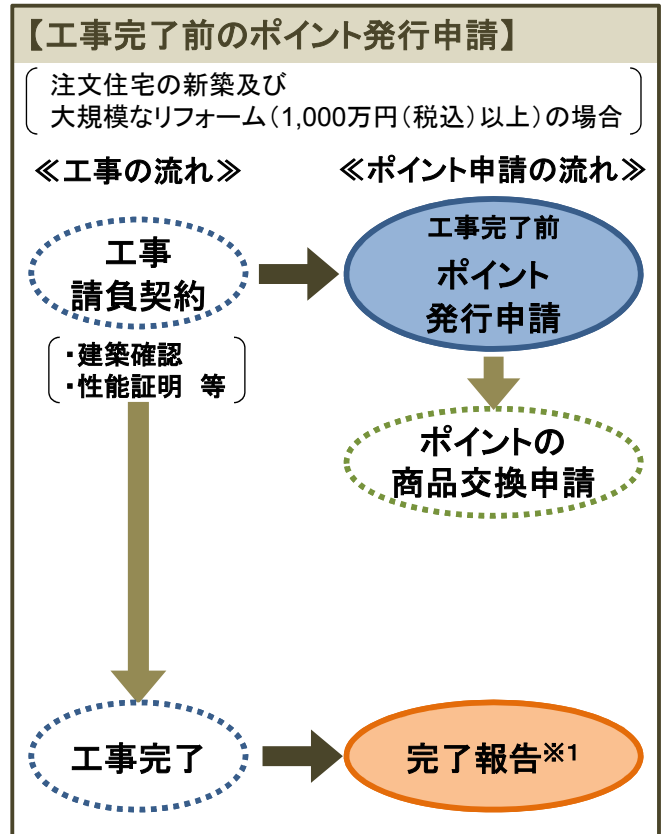 【工事完了前のポイント発行申請】
注文住宅の新築及び
大規模なリフォーム（1,000万円（税込）以上）の場合
≪工事の流れ≫
≪ポイント申請の流れ≫
工事
請負契約
工事完了前
ポイント
発行申請
・建築確認
・性能証明　等
ポイントの
商品交換申請
工事完了
完了報告※1